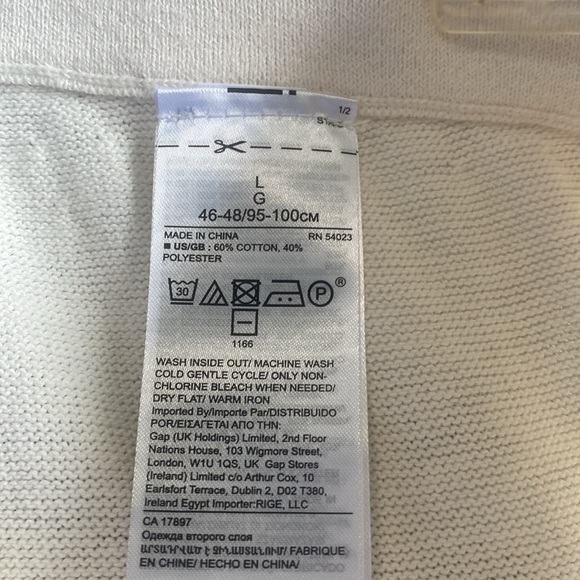 1/2
L
G
46-48/95-100CM
MADE IN CHINA RN 54023
■ US/GB : 60% COTTON, 40%
POLYESTER
30 P ®
1166
WASH INSIDE OUT/ MACHINE WASH
COLD GENTLE CYCLE/ ONLY NON-
CHLORINE BLEACH WHEN NEEDED/
DRY FLAT/ WARM IRON
Imported By/Importe Par/DISTRIBUIDO
POR/ΕΙΣΑΓΕΤΑΙ ΑΠΟ ΤΗΝ:
Gap (UK Holdings) Limited, 2nd Floor
Nations House, 103 Wigmore Street,
London, W1U 1QS, UK Gap Stores
(Ireland) Limited c/o Arthur Cox, 10
Earlsfort Terrace, Dublin 2, D02 T380,
Ireland Egypt Importer:RIGE, LLC
CA 17897
Одежда второго слоя
ԱՐՏԱԴՐՎԱԾ Է ՉԻՆԱՍՏԱՆՈՒՄ/ FABRIQUE
EN CHINE/ HECHO EN CHINA/